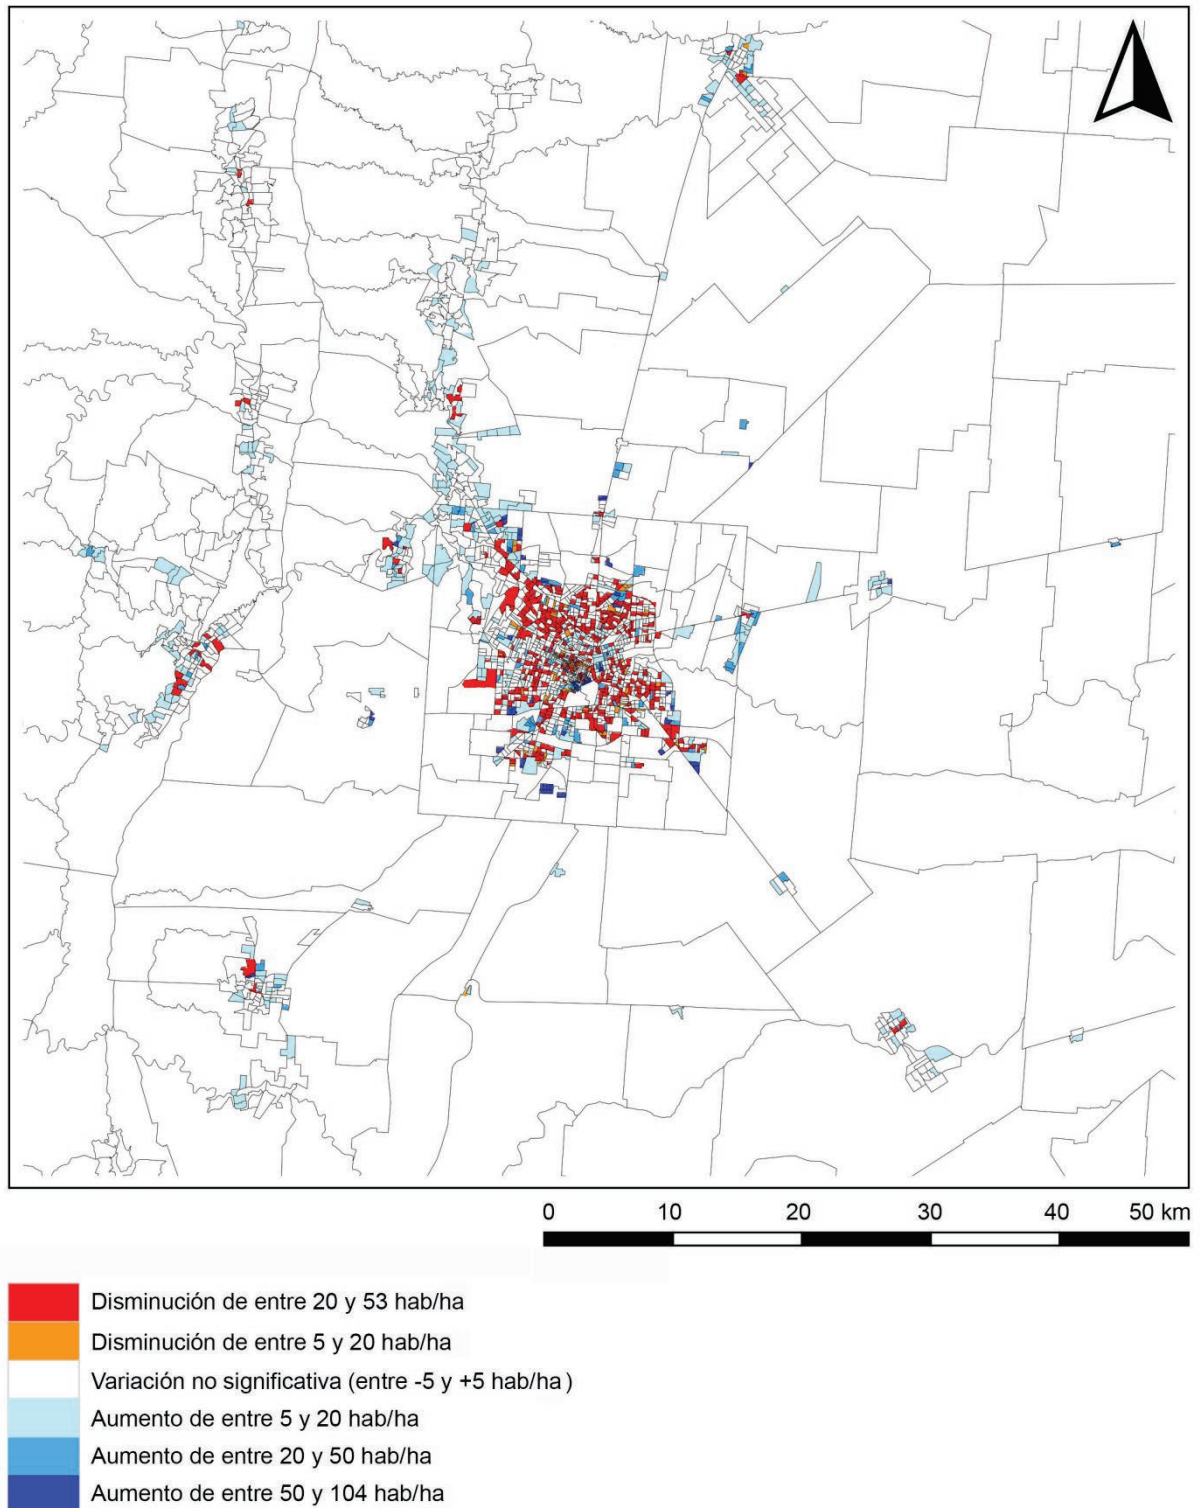 0 10 20 30 40 50 km
Disminución de entre 20 y 53 hab/ha
Disminución de entre 5 y 20 hab/ha
Variación no significativa (entre -5 y +5 hab/ha)
Aumento de entre 5 y 20 hab/ha
Aumento de entre 20 y 50 hab/ha
Aumento de entre 50 y 104 hab/ha